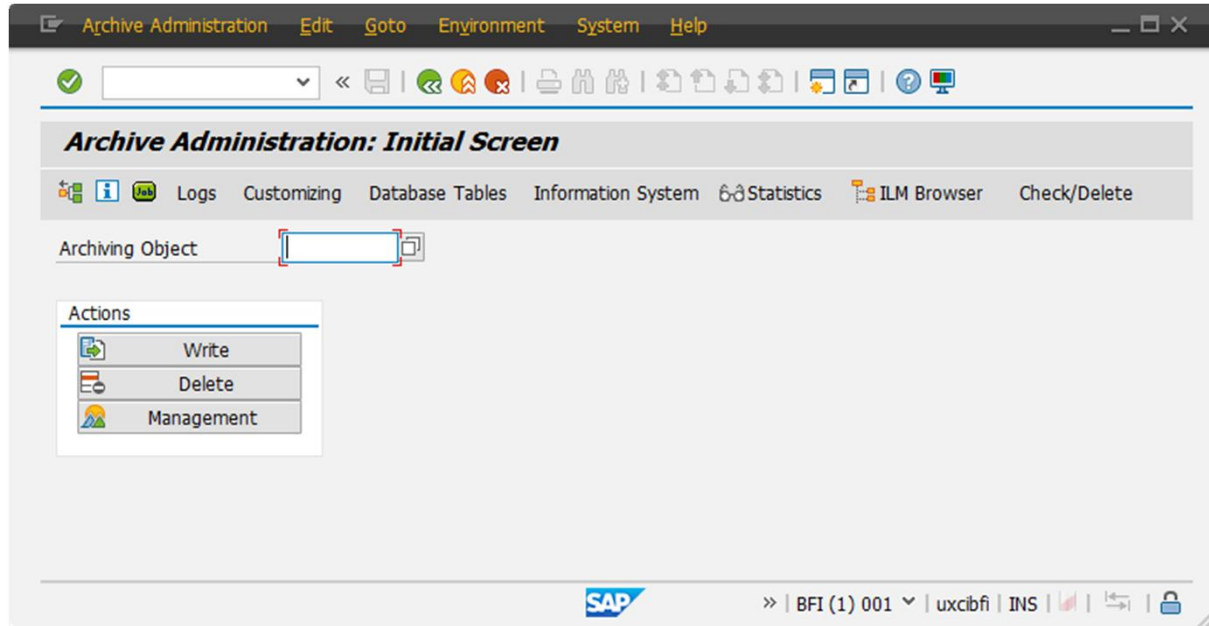 Archive Administration Edit Goto Environment System Help
Archive Administration: Initial Screen
Job Logs Customizing Database Tables Information System Statistics ILM Browser Check/Delete
Archiving Object
Actions
Write
Delete
Management
SAP » | BFI (1) 001 | uxcibfi | INS